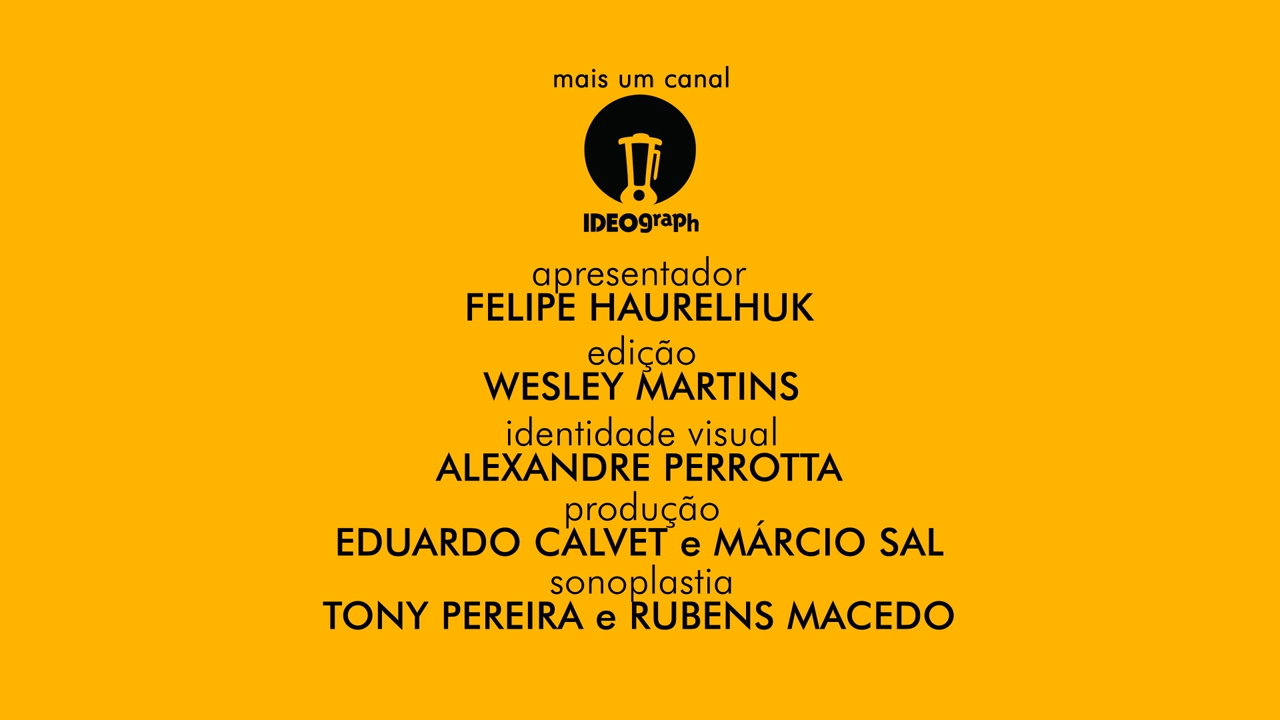 mais um canal
IDEOgraph
apresentador
FELIPE HAURELHUK
edição
WESLEY MARTINS
identidade visual
ALEXANDRE PERROTTA
produção
EDUARDO CALVET e MÁRCIO SAL
sonoplastia
TONY PEREIRA e RUBENS MACEDO